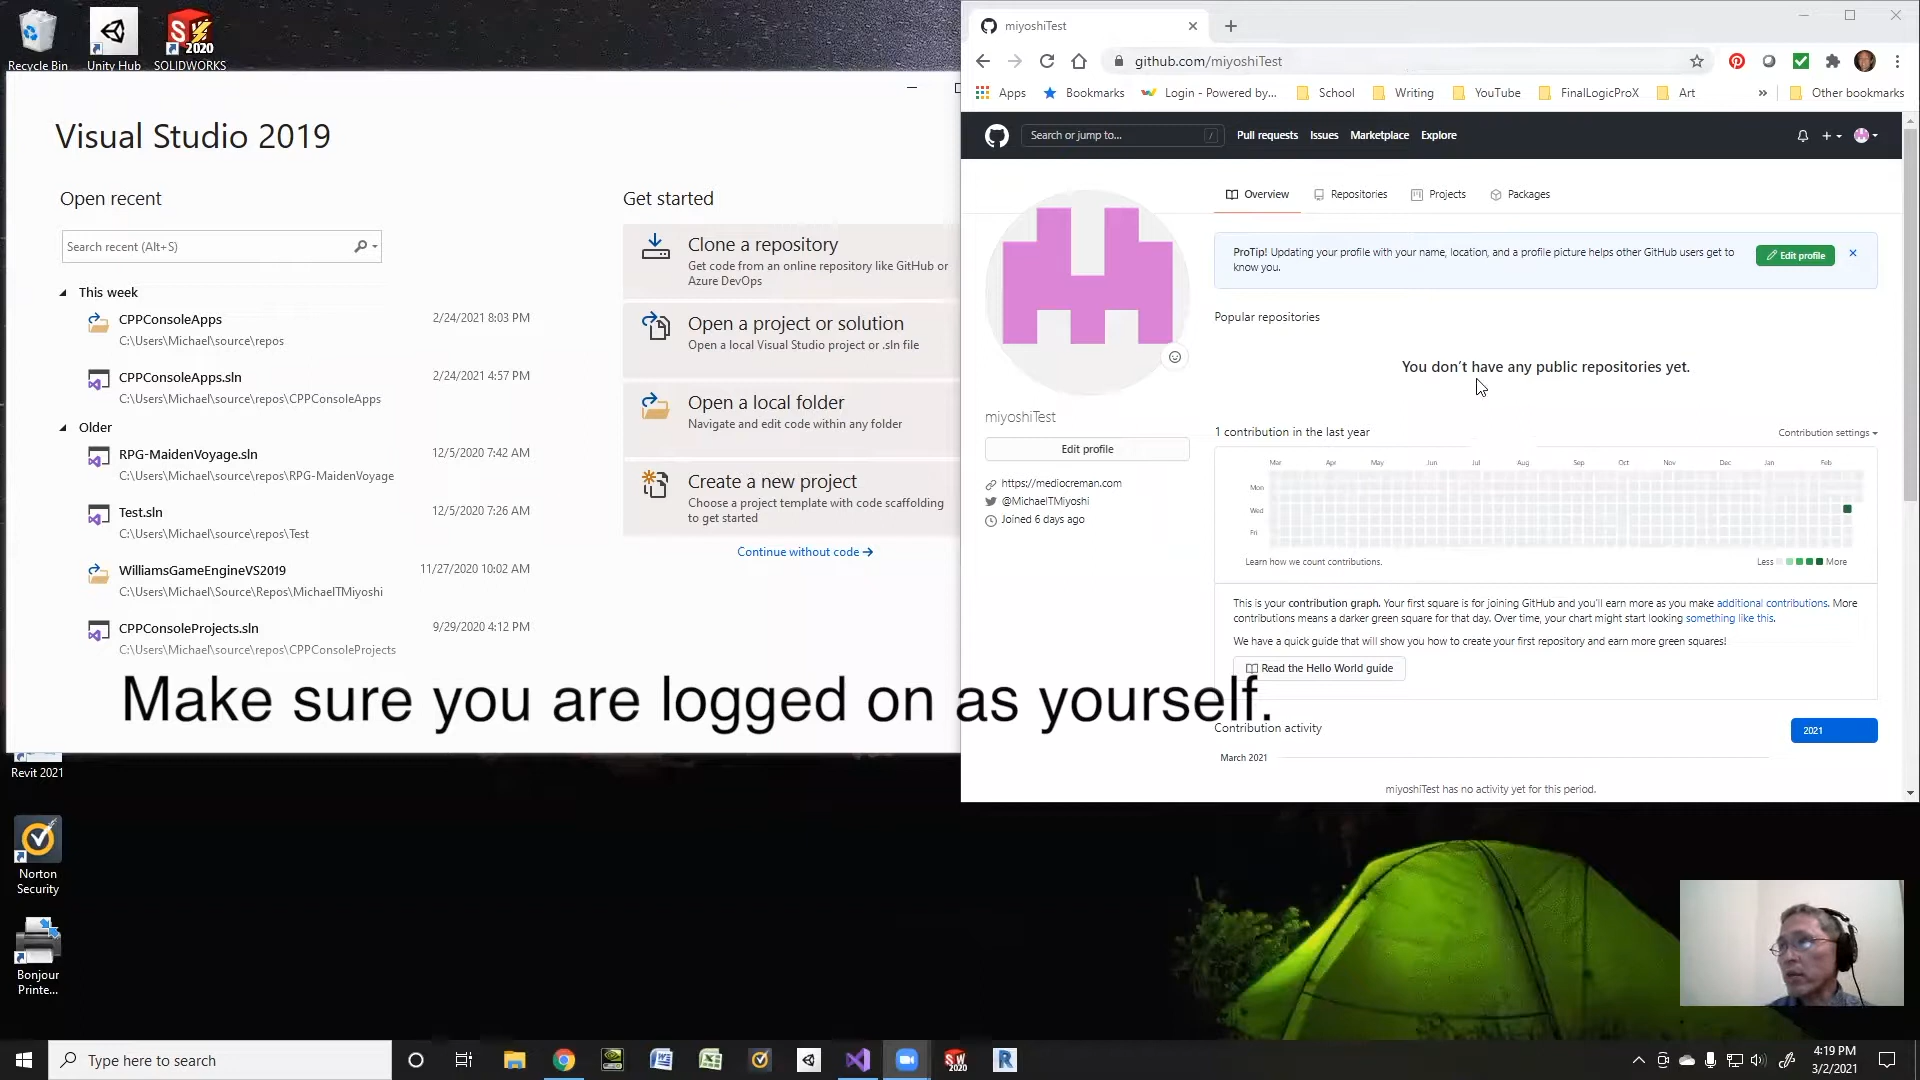 Recycle Bin
Unity Hub
SOLIDWORKS
2020
Visual Studio 2019
Open recent
Search recent (Alt+S)
This week
CPPConsoleApps
2/24/2021 8:03 PM
C:\Users\Michael\source\repos
CPPConsoleApps.sln
2/24/2021 4:57 PM
C:\Users\Michael\source\repos\CPPConsoleApps
Older
RPG-MaidenVoyage.sln
12/5/2020 7:42 AM
C:\Users\Michael\source\repos\RPG-MaidenVoyage
Test.sln
12/5/2020 7:26 AM
C:\Users\Michael\source\repos\Test
WilliamsGameEngineVS2019
11/27/2020 10:02 AM
C:\Users\Michael\Source\Repos\MichaelTMiyoshi
CPPConsoleProjects.sln
9/29/2020 4:12 PM
C:\Users\Michael\source\repos\CPPConsoleProjects
Get started
Clone a repository
Get code from an online repository like GitHub or
Azure DevOps
Open a project or solution
Open a local Visual Studio project or .sln file
Open a local folder
Navigate and edit code within any folder
Create a new project
Choose a project template with code scaffolding
to get started
Continue without code →
Make sure you are logged on as yourself.
miyoshiTest
github.com/miyoshiTest
Apps
Bookmarks
Login - Powered by...
School
Writing
YouTube
FinalLogicProX
Art
»
Other bookmarks
Search or jump to...
/
Pull requests
Issues
Marketplace
Explore
Overview
Repositories
Projects
Packages
ProTip! Updating your profile with your name, location, and a profile picture helps other GitHub users get to
know you.
Edit profile
Popular repositories
You don’t have any public repositories yet.
miyoshiTest
Edit profile
https://mediocreman.com
@MichaelTMiyoshi
Joined 6 days ago
1 contribution in the last year
Contribution settings
Mar Apr May Jun Jul Aug Sep Oct Nov Dec Jan Feb
Mon
Wed
Fri
Learn how we count contributions.
Less
More
This is your contribution graph. Your first square is for joining GitHub and you'll earn more as you make additional contributions. More
contributions means a darker green square for that day. Over time, your chart might start looking something like this.
We have a quick guide that will show you how to create your first repository and earn more green squares!
Read the Hello World guide
Contribution activity
2021
March 2021
miyoshiTest has no activity yet for this period.
Revit 2021
Norton
Security
Bonjour
Printe...
Type here to search
SW
2020
R
4:19 PM
3/2/2021